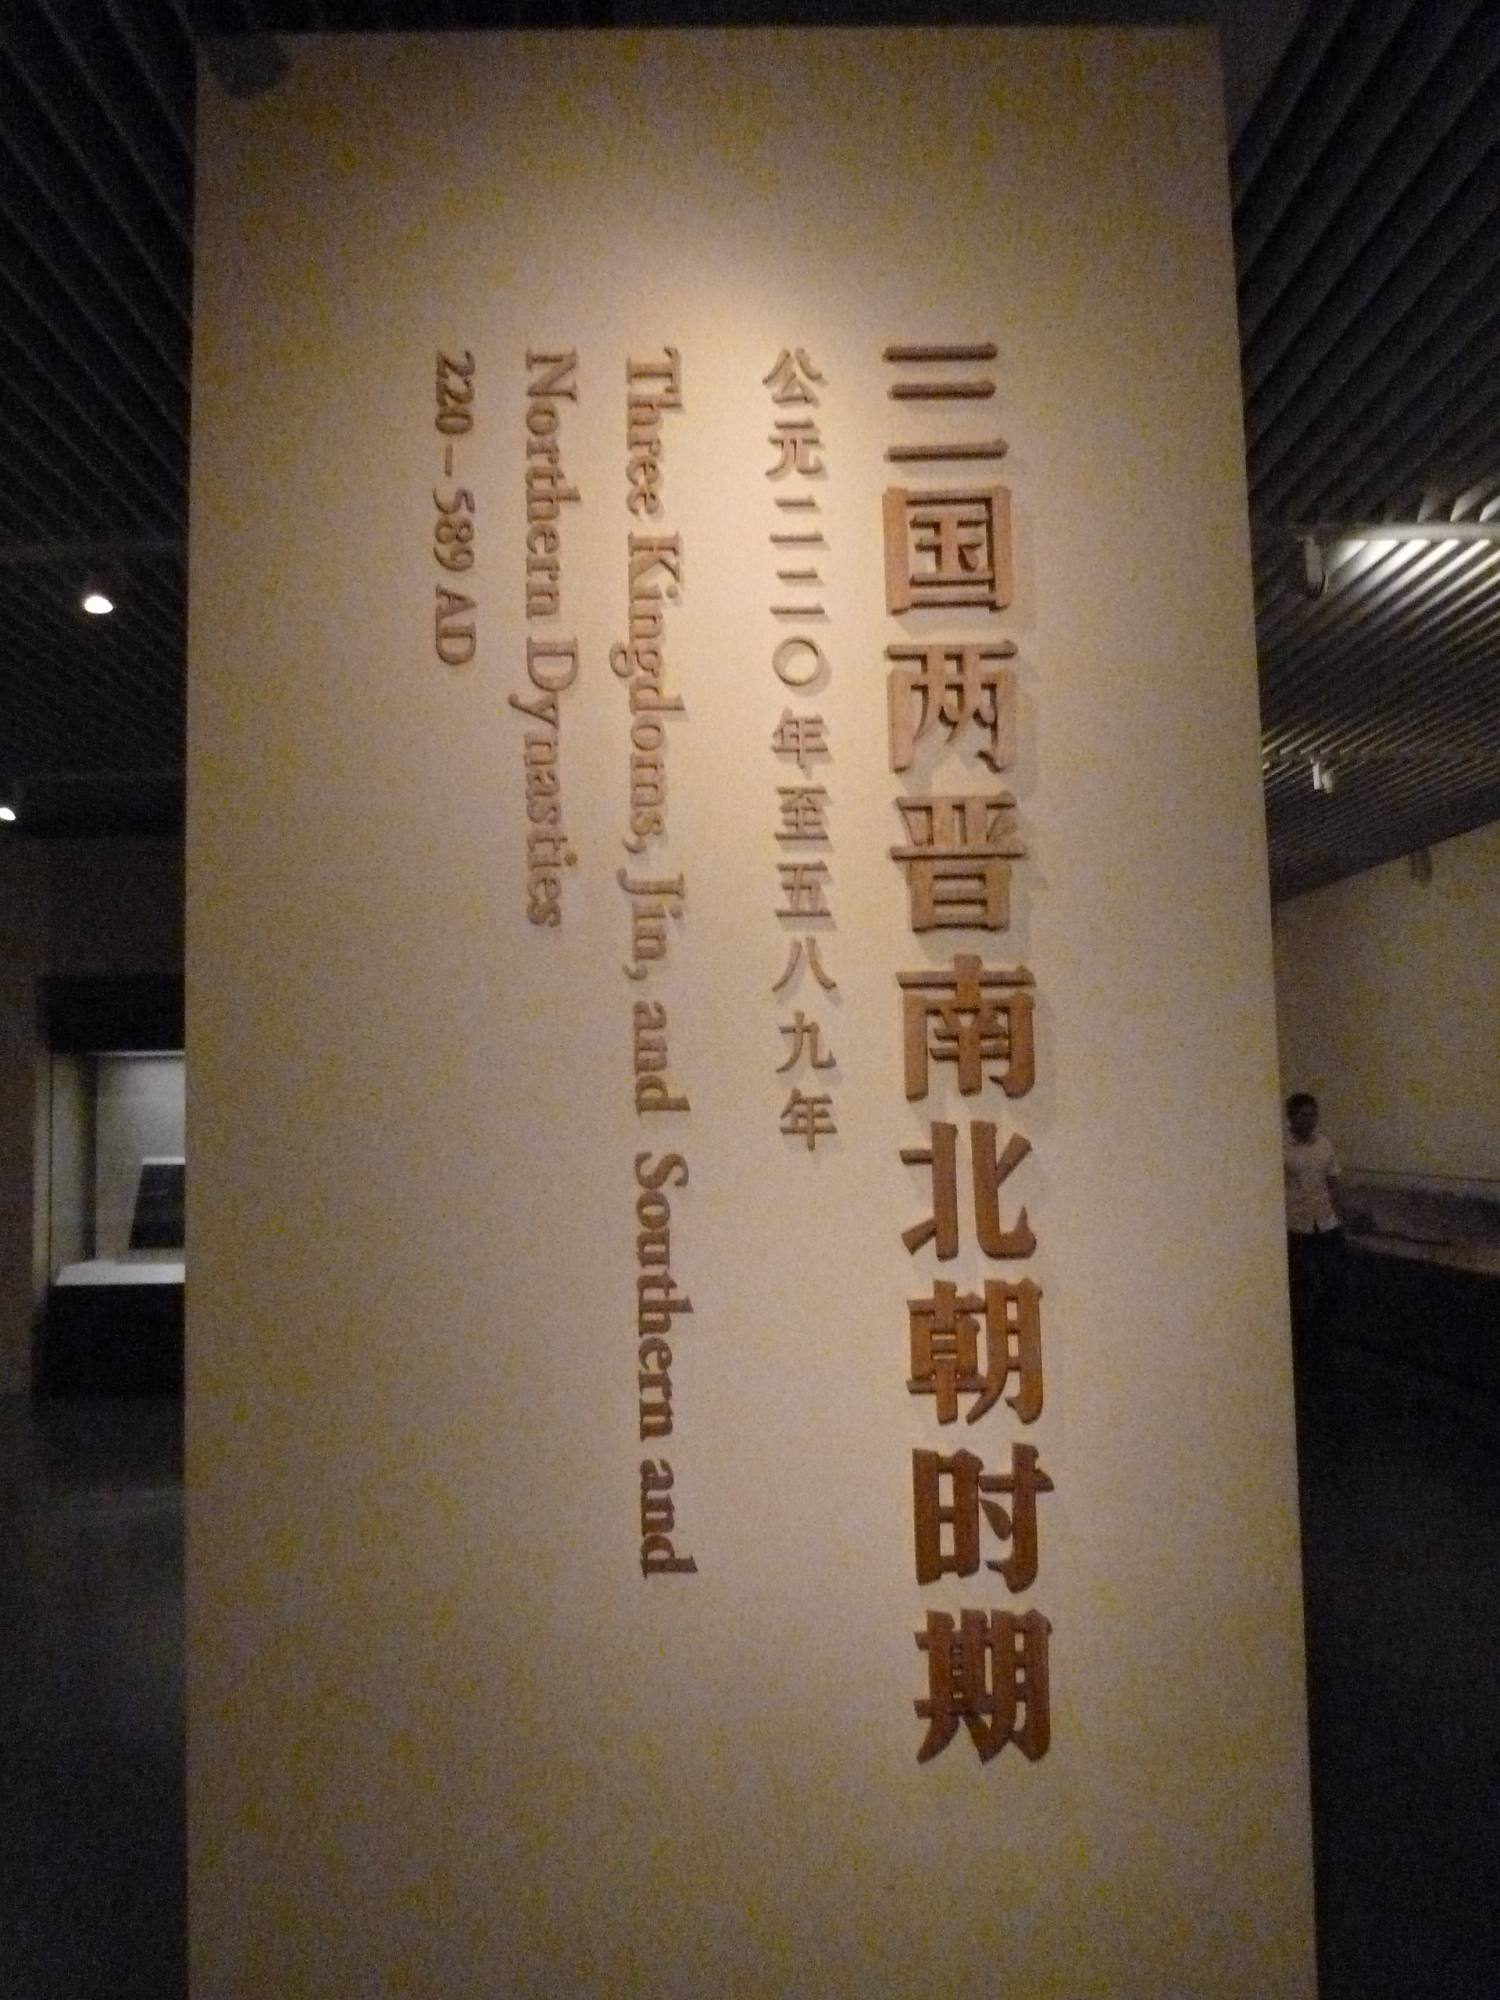 三国两晋南北朝时期
公元二二〇年至五八九年
Three Kingdoms, Jin, and Southern and
Northern Dynasties
220 – 589 AD